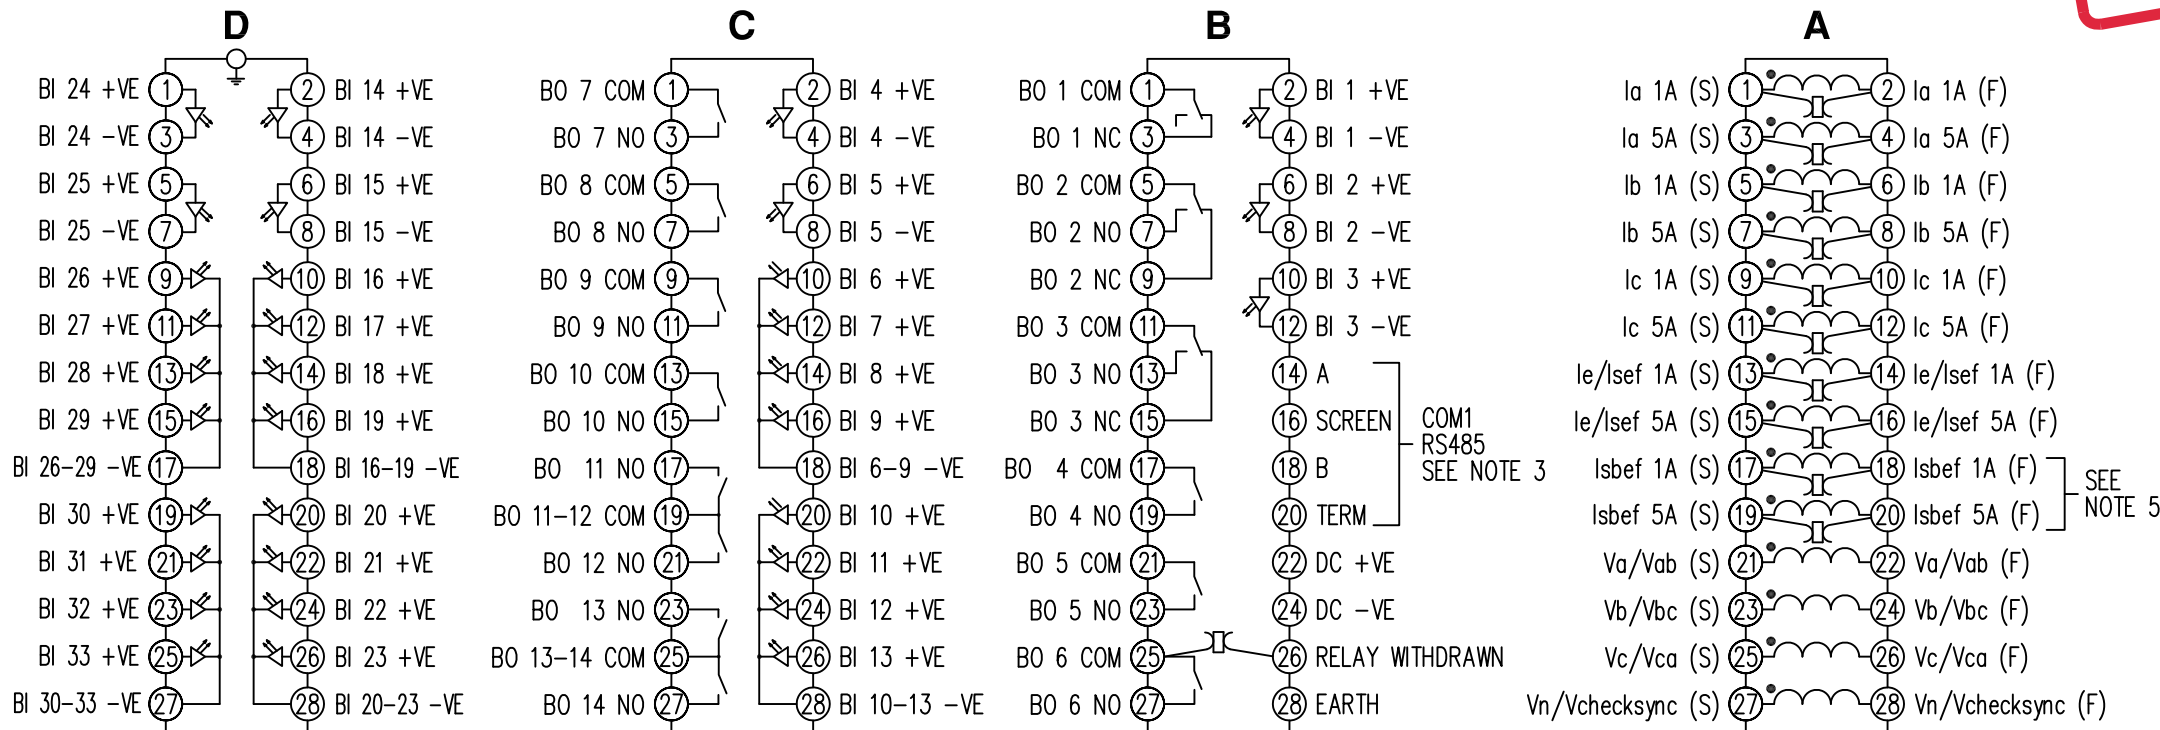 D C B A
BI 24 +VE 1 2 BI 14 +VE BO 7 COM 1 2 BI 4 +VE BO 1 COM 1 2 BI 1 +VE Ia 1A (S) 1 2 Ia 1A (F)
BI 24 −VE 3 4 BI 14 −VE BO 7 NO 3 4 BI 4 −VE BO 1 NC 3 4 BI 1 −VE Ia 5A (S) 3 4 Ia 5A (F)
BI 25 +VE 5 6 BI 15 +VE BO 8 COM 5 6 BI 5 +VE BO 2 COM 5 6 BI 2 +VE Ib 1A (S) 5 6 Ib 1A (F)
BI 25 −VE 7 8 BI 15 −VE BO 8 NO 7 8 BI 5 −VE BO 2 NO 7 8 BI 2 −VE Ib 5A (S) 7 8 Ib 5A (F)
BI 26 +VE 9 10 BI 16 +VE BO 9 COM 9 10 BI 6 +VE BO 2 NC 9 10 BI 3 +VE Ic 1A (S) 9 10 Ic 1A (F)
BI 27 +VE 11 12 BI 17 +VE BO 9 NO 11 12 BI 7 +VE BO 3 COM 11 12 BI 3 −VE Ic 5A (S) 11 12 Ic 5A (F)
BI 28 +VE 13 14 BI 18 +VE BO 10 COM 13 14 BI 8 +VE BO 3 NO 13 14 A Ie/Isef 1A (S) 13 14 Ie/Isef 1A (F)
BI 29 +VE 15 16 BI 19 +VE BO 10 NO 15 16 BI 9 +VE BO 3 NC 15 16 SCREEN COM1 Ie/Isef 5A (S) 15 16 Ie/Isef 5A (F)
RS485
BI 26−29 −VE 17 18 BI 16−19 −VE BO 11 NO 17 18 BI 6−9 −VE BO 4 COM 17 18 B SEE NOTE 3 Isbef 1A (S) 17 18 Isbef 1A (F) SEE
BI 30 +VE 19 20 BI 20 +VE BO 11−12 COM 19 20 BI 10 +VE BO 4 NO 19 20 TERM Isbef 5A (S) 19 20 Isbef 5A (F) NOTE 5
BI 31 +VE 21 22 BI 21 +VE BO 12 NO 21 22 BI 11 +VE BO 5 COM 21 22 DC +VE Va/Vab (S) 21 22 Va/Vab (F)
BI 32 +VE 23 24 BI 22 +VE BO 13 NO 23 24 BI 12 +VE BO 5 NO 23 24 DC −VE Vb/Vbc (S) 23 24 Vb/Vbc (F)
BI 33 +VE 25 26 BI 23 +VE BO 13−14 COM 25 26 BI 13 +VE BO 6 COM 25 26 RELAY WITHDRAWN Vc/Vca (S) 25 26 Vc/Vca (F)
BI 30−33 −VE 27 28 BI 20−23 −VE BO 14 NO 27 28 BI 10−13 −VE BO 6 NO 27 28 EARTH Vn/Vchecksync (S) 27 28 Vn/Vchecksync (F)